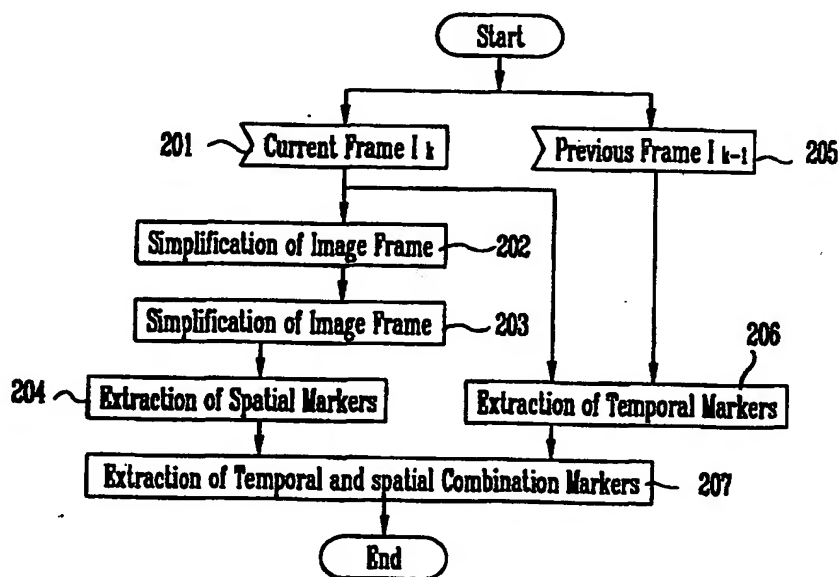 Start
201
Current Frame I k
Previous Frame I k-1
205
Simplification of Image Frame
202
Simplification of Image Frame
203
206
204
Extraction of Spatial Markers
Extraction of Temporal Markers
Extraction of Temporal and spatial Combination Markers
207
End